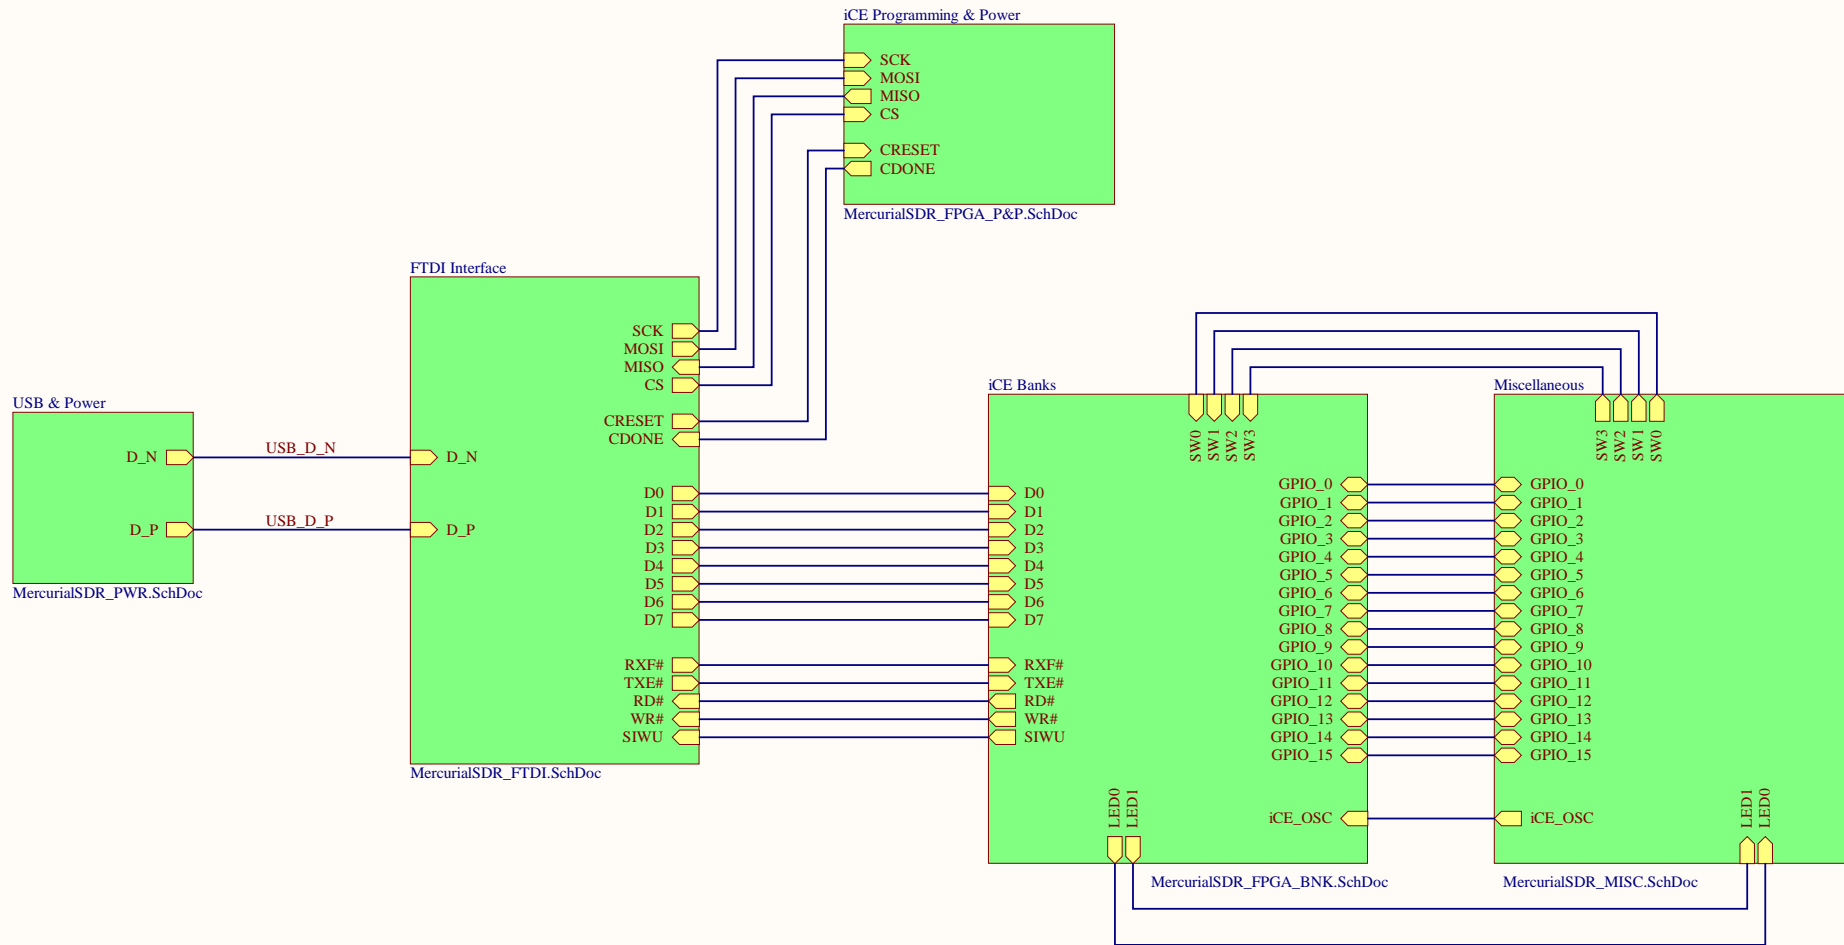 iCE Programming & Power
SCK
MOSI
MISO
CS
CRESET
CDONE
MercurialSDR_FPGA_P&P.SchDoc
FTDI Interface
SCK
MOSI
MISO
CS
CRESET
CDONE
D_N
D_P
D0
D1
D2
D3
D4
D5
D6
D7
RXF#
TXE#
RD#
WR#
SIWU
MercurialSDR_FTDI.SchDoc
USB & Power
D_N
D_P
MercurialSDR_PWR.SchDoc
USB_D_N
USB_D_P
iCE Banks
SW0
SW1
SW2
SW3
D0
D1
D2
D3
D4
D5
D6
D7
RXF#
TXE#
RD#
WR#
SIWU
GPIO_0
GPIO_1
GPIO_2
GPIO_3
GPIO_4
GPIO_5
GPIO_6
GPIO_7
GPIO_8
GPIO_9
GPIO_10
GPIO_11
GPIO_12
GPIO_13
GPIO_14
GPIO_15
iCE_OSC
LED0
LED1
MercurialSDR_FPGA_BNK.SchDoc
Miscellaneous
SW3
SW2
SW1
SW0
GPIO_0
GPIO_1
GPIO_2
GPIO_3
GPIO_4
GPIO_5
GPIO_6
GPIO_7
GPIO_8
GPIO_9
GPIO_10
GPIO_11
GPIO_12
GPIO_13
GPIO_14
GPIO_15
iCE_OSC
LED1
LED0
MercurialSDR_MISC.SchDoc